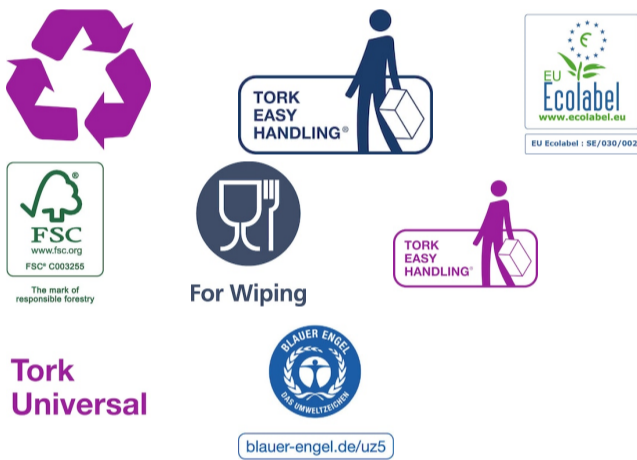 TORK
EASY
HANDLING®
EU
Ecolabel
www.ecolabel.eu
EU Ecolabel : SE/030/002
®
FSC
www.fsc.org
FSC® C003255
The mark of
responsible forestry
For Wiping
TORK
EASY
HANDLING®
Tork
Universal
BLAUER ENGEL
DAS UMWELTZEICHEN
blauer-engel.de/uz5